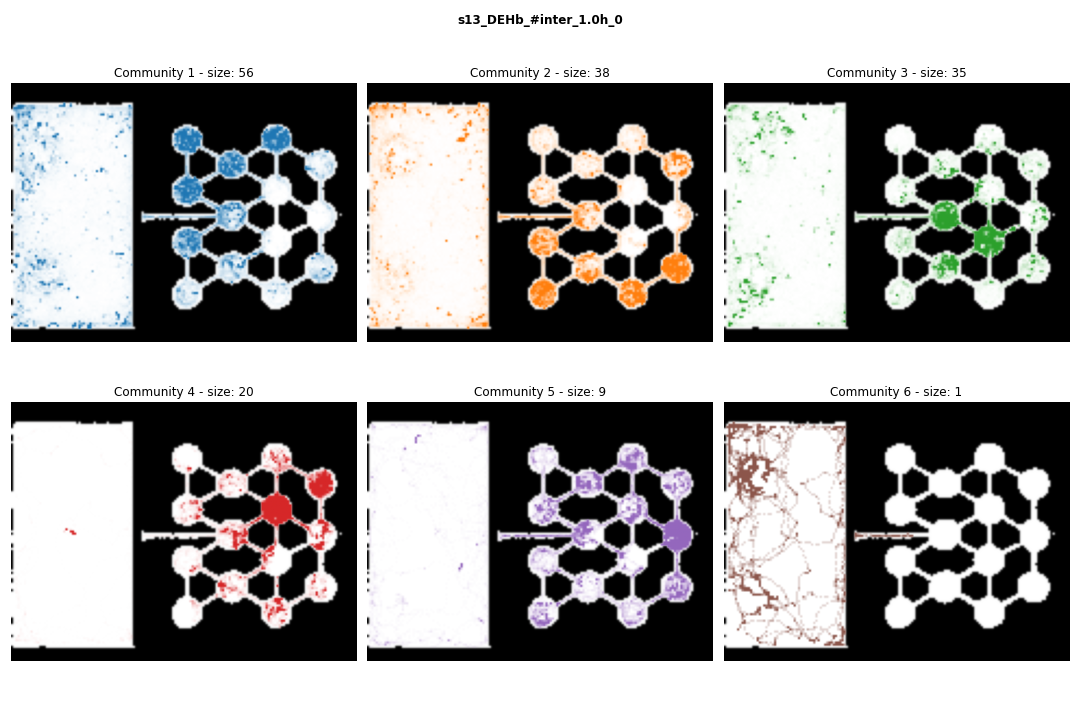 s13_DEHb_#inter_1.0h_0
Community 1 - size: 56
Community 2 - size: 38
Community 3 - size: 35
Community 4 - size: 20
Community 5 - size: 9
Community 6 - size: 1